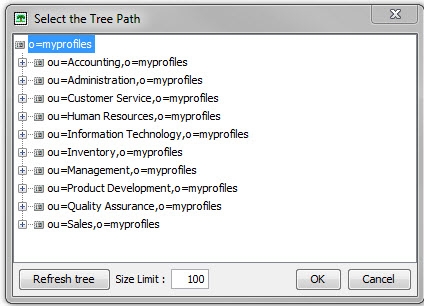 Select the Tree Path
o=myprofiles
ou=Accounting,o=myprofiles
ou=Administration,o=myprofiles
ou=Customer Service,o=myprofiles
ou=Human Resources,o=myprofiles
ou=Information Technology,o=myprofiles
ou=Inventory,o=myprofiles
ou=Management,o=myprofiles
ou=Product Development,o=myprofiles
ou=Quality Assurance,o=myprofiles
ou=Sales,o=myprofiles
Refresh tree Size Limit : 100 OK Cancel